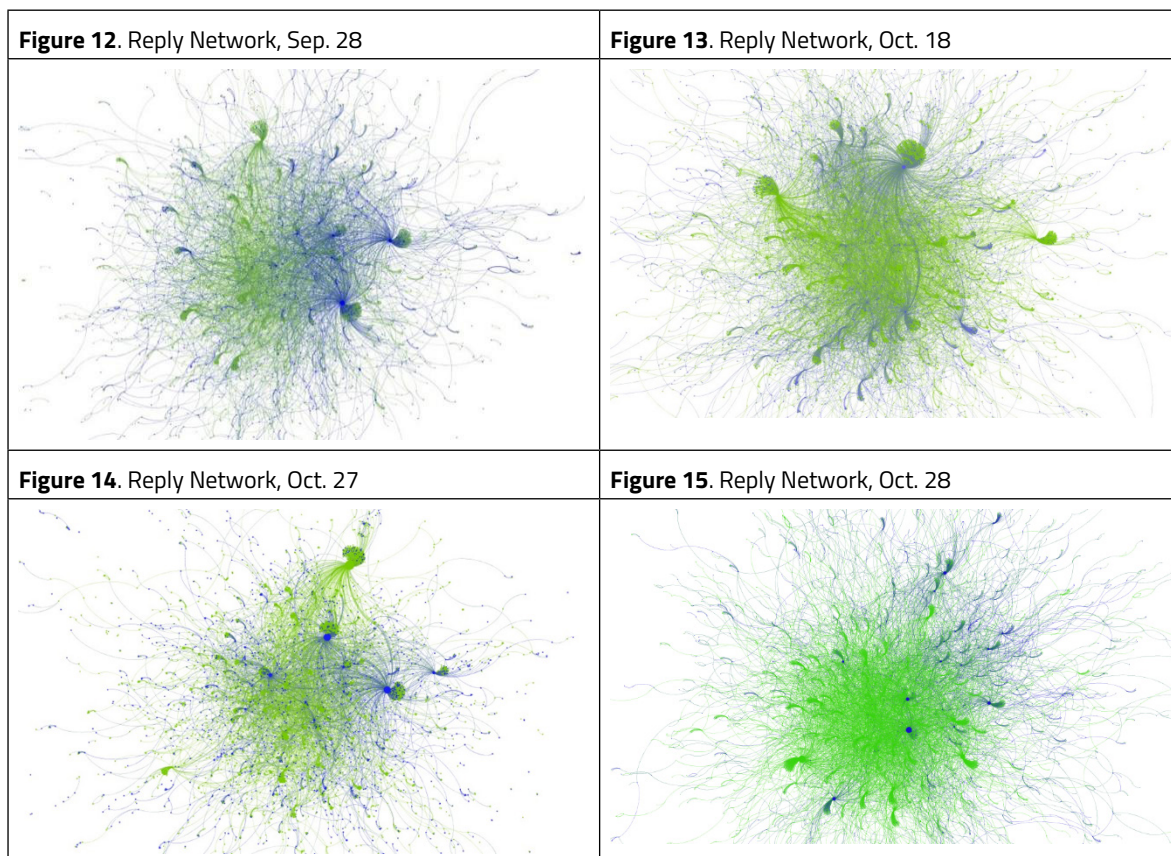 Figure 12. Reply Network, Sep. 28
Figure 13. Reply Network, Oct. 18
Figure 14. Reply Network, Oct. 27
Figure 15. Reply Network, Oct. 28